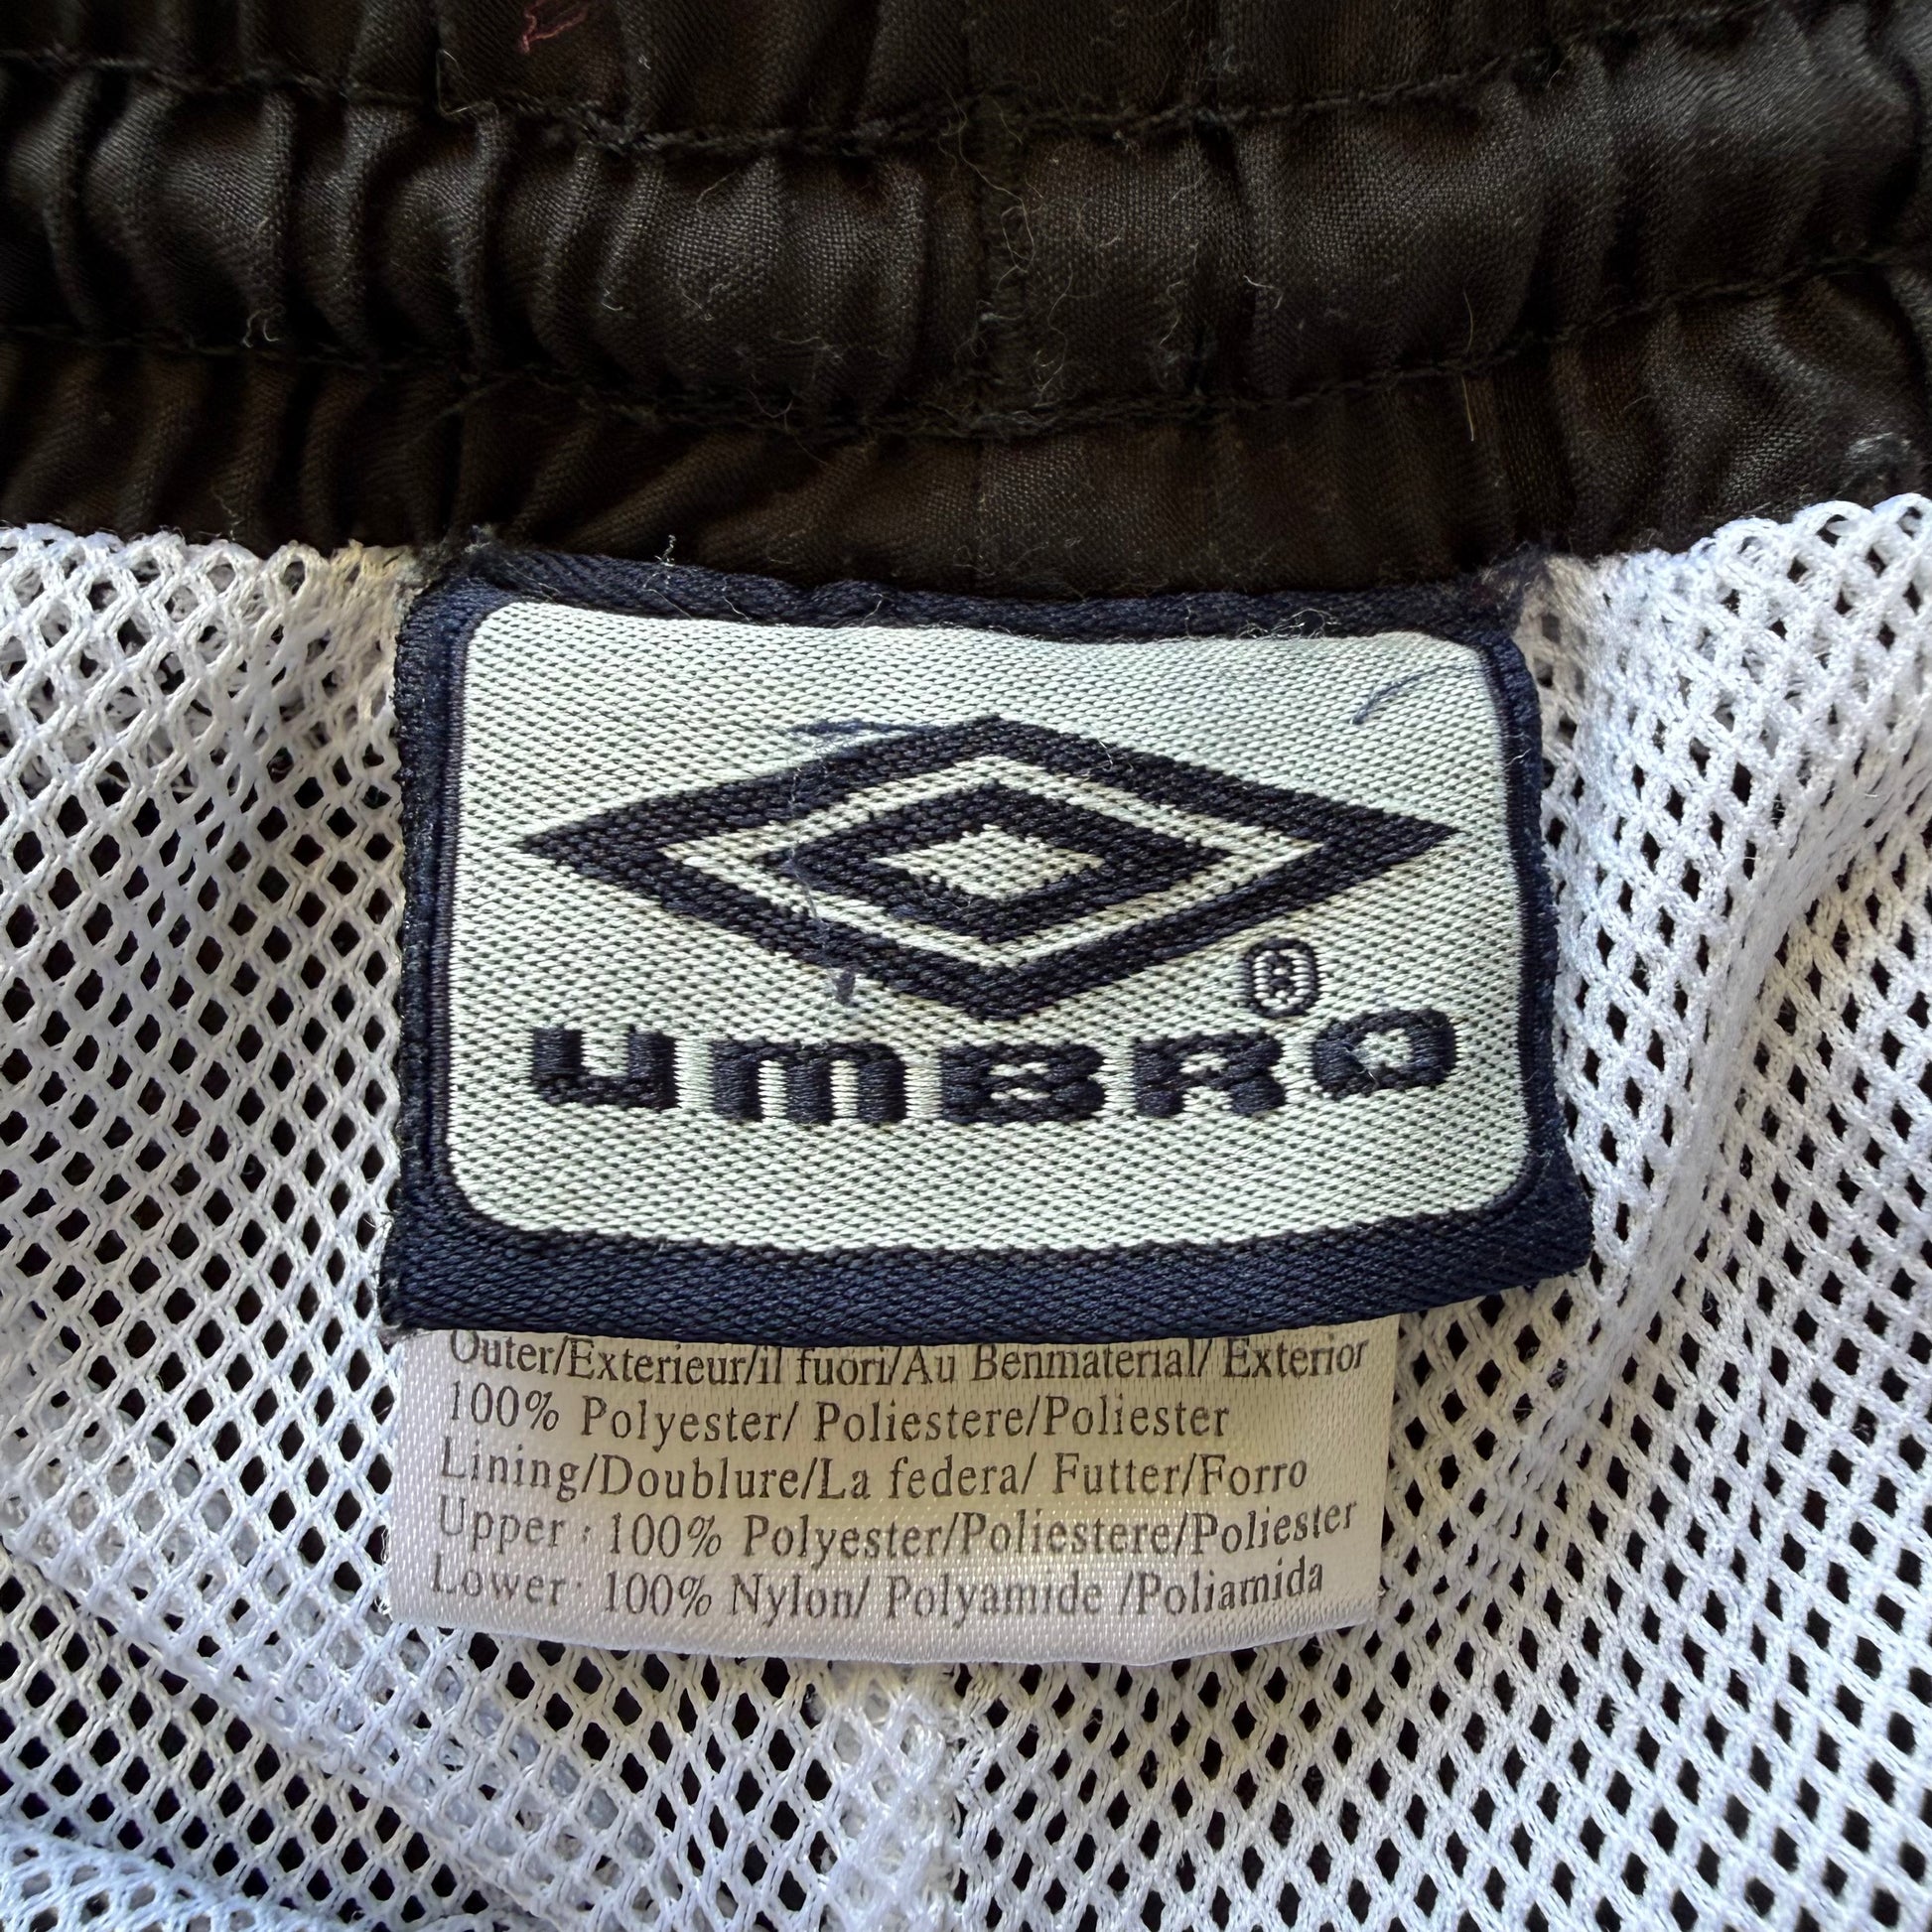 ®
UMBRO
Outer/Exterieur/il fuori/Au Benmaterial/ Exterior
100% Polyester/ Poliestere/Poliester
Lining/Doublure/La federa/ Futter/Forro
Upper : 100% Polyester/Poliestere/Poliester
Lower : 100% Nylon/ Polyamide /Poliamida